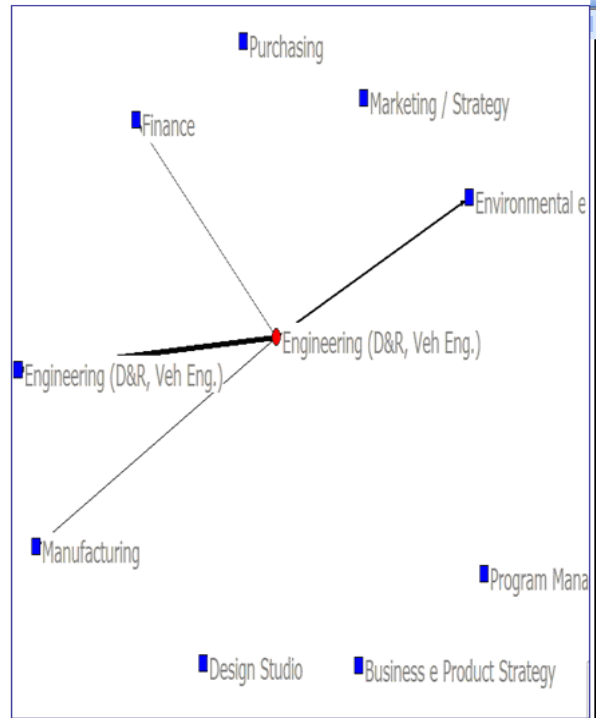 Purchasing
Marketing / Strategy
Finance
Environmental e
Engineering (D&R, Veh Eng.)
Engineering (D&R, Veh Eng.)
Manufacturing
Program Mana
Design Studio
Business e Product Strategy